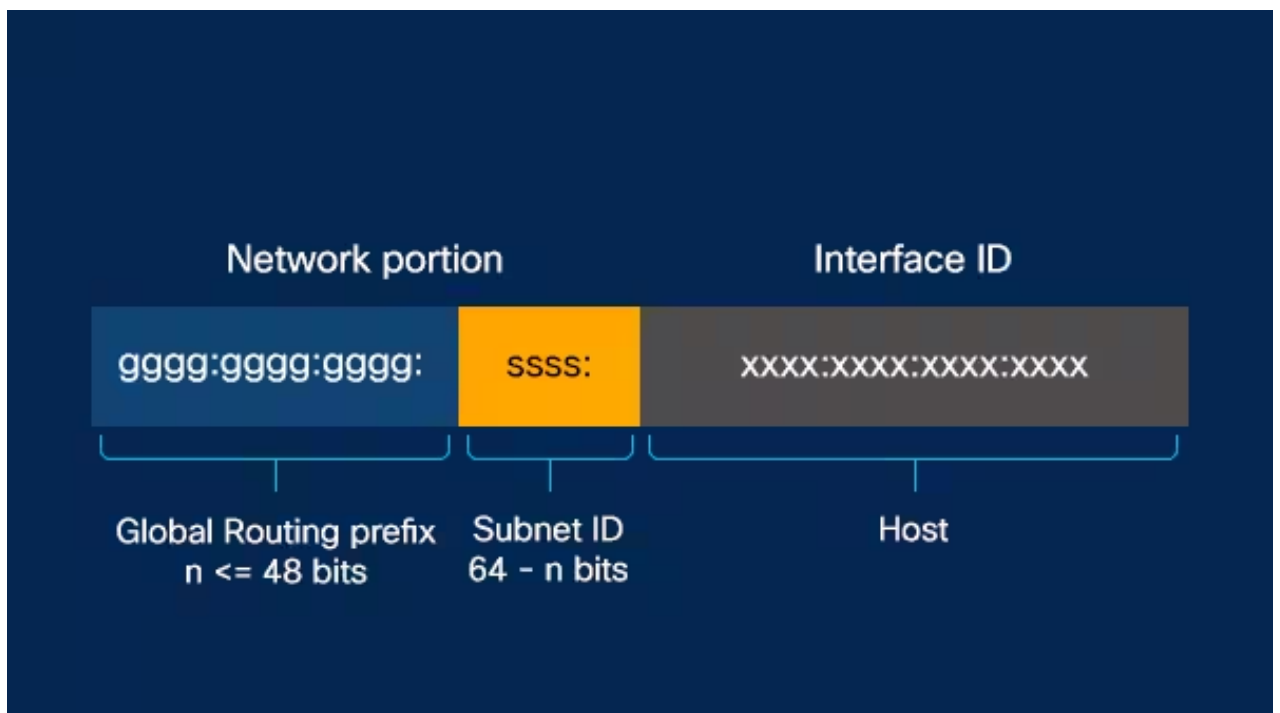 Network portion
Interface ID
gggg:gggg:gggg:
ssss:
xxxx:xxxx:xxxx:xxxx
Global Routing prefix
n <= 48 bits
Subnet ID
64 - n bits
Host